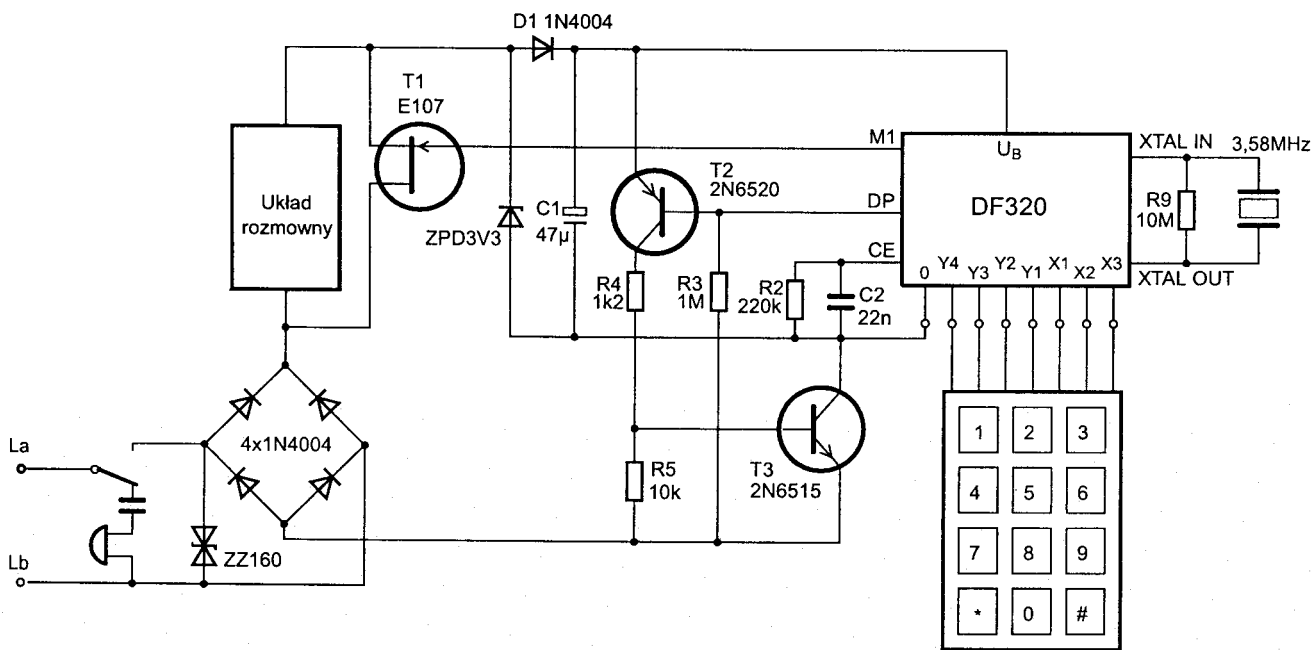 D1 1N4004
T1
E107
M1
U_B
XTAL IN
3,58MHz
T2
2N6520
Układ
rozmowny
DP
DF320
R9
10M
C1
47µ
ZPD3V3
CE
R4
1k2
R3
1M
R2
220k
C2
22n
0 Y4 Y3 Y2 Y1 X1 X2 X3
XTAL OUT
4x1N4004
La
R5
10k
T3
2N6515
ZZ160
Lb
1 2 3
4 5 6
7 8 9
* 0 #